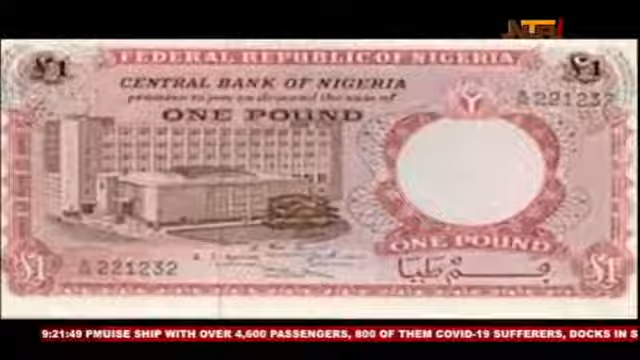 NTA
FEDERAL REPUBLIC OF NIGERIA
£1
£1
CENTRAL BANK OF NIGERIA
promises to pay on demand the sum of
ONE POUND
221232
221232
ONE POUND
£1
£1
9:21:49 PMUISE SHIP WITH OVER 4,600 PASSENGERS, 800 OF THEM COVID-19 SUFFERERS, DOCKS IN S